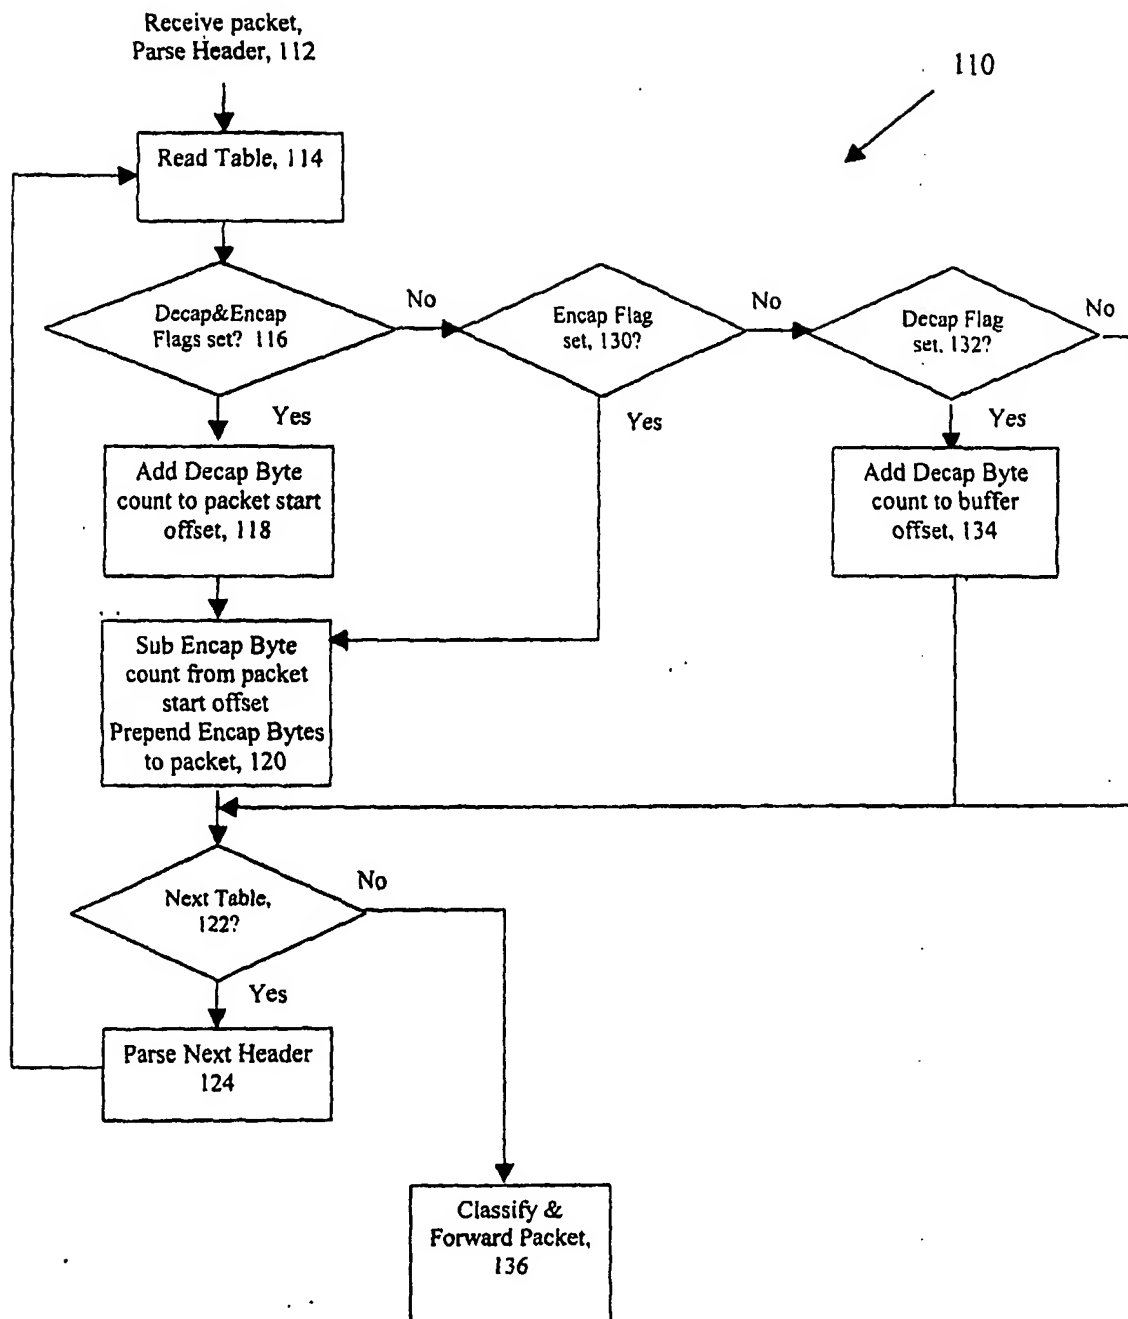 Receive packet,
Parse Header, 112
110
Read Table, 114
Decap&Encap
Flags set? 116
No
Encap Flag
set, 130?
No
Decap Flag
set, 132?
No
Yes
Yes
Yes
Add Decap Byte
count to packet start
offset, 118
Add Decap Byte
count to buffer
offset, 134
Sub Encap Byte
count from packet
start offset
Prepend Encap Bytes
to packet, 120
Next Table,
122?
No
Yes
Parse Next Header
124
Classify &
Forward Packet,
136